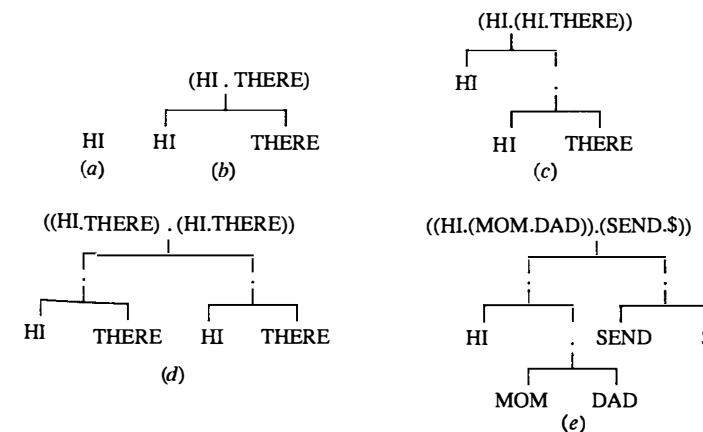 (HI . THERE)
HI
HI
THERE
(a)
(b)
(HI.(HI.THERE))
HI
.
HI
THERE
(c)
((HI.THERE) . (HI.THERE))
.
.
HI
THERE
HI
THERE
(d)
((HI.(MOM.DAD)).(SEND.$))
.
.
HI
.
SEND
MOM
DAD
(e)